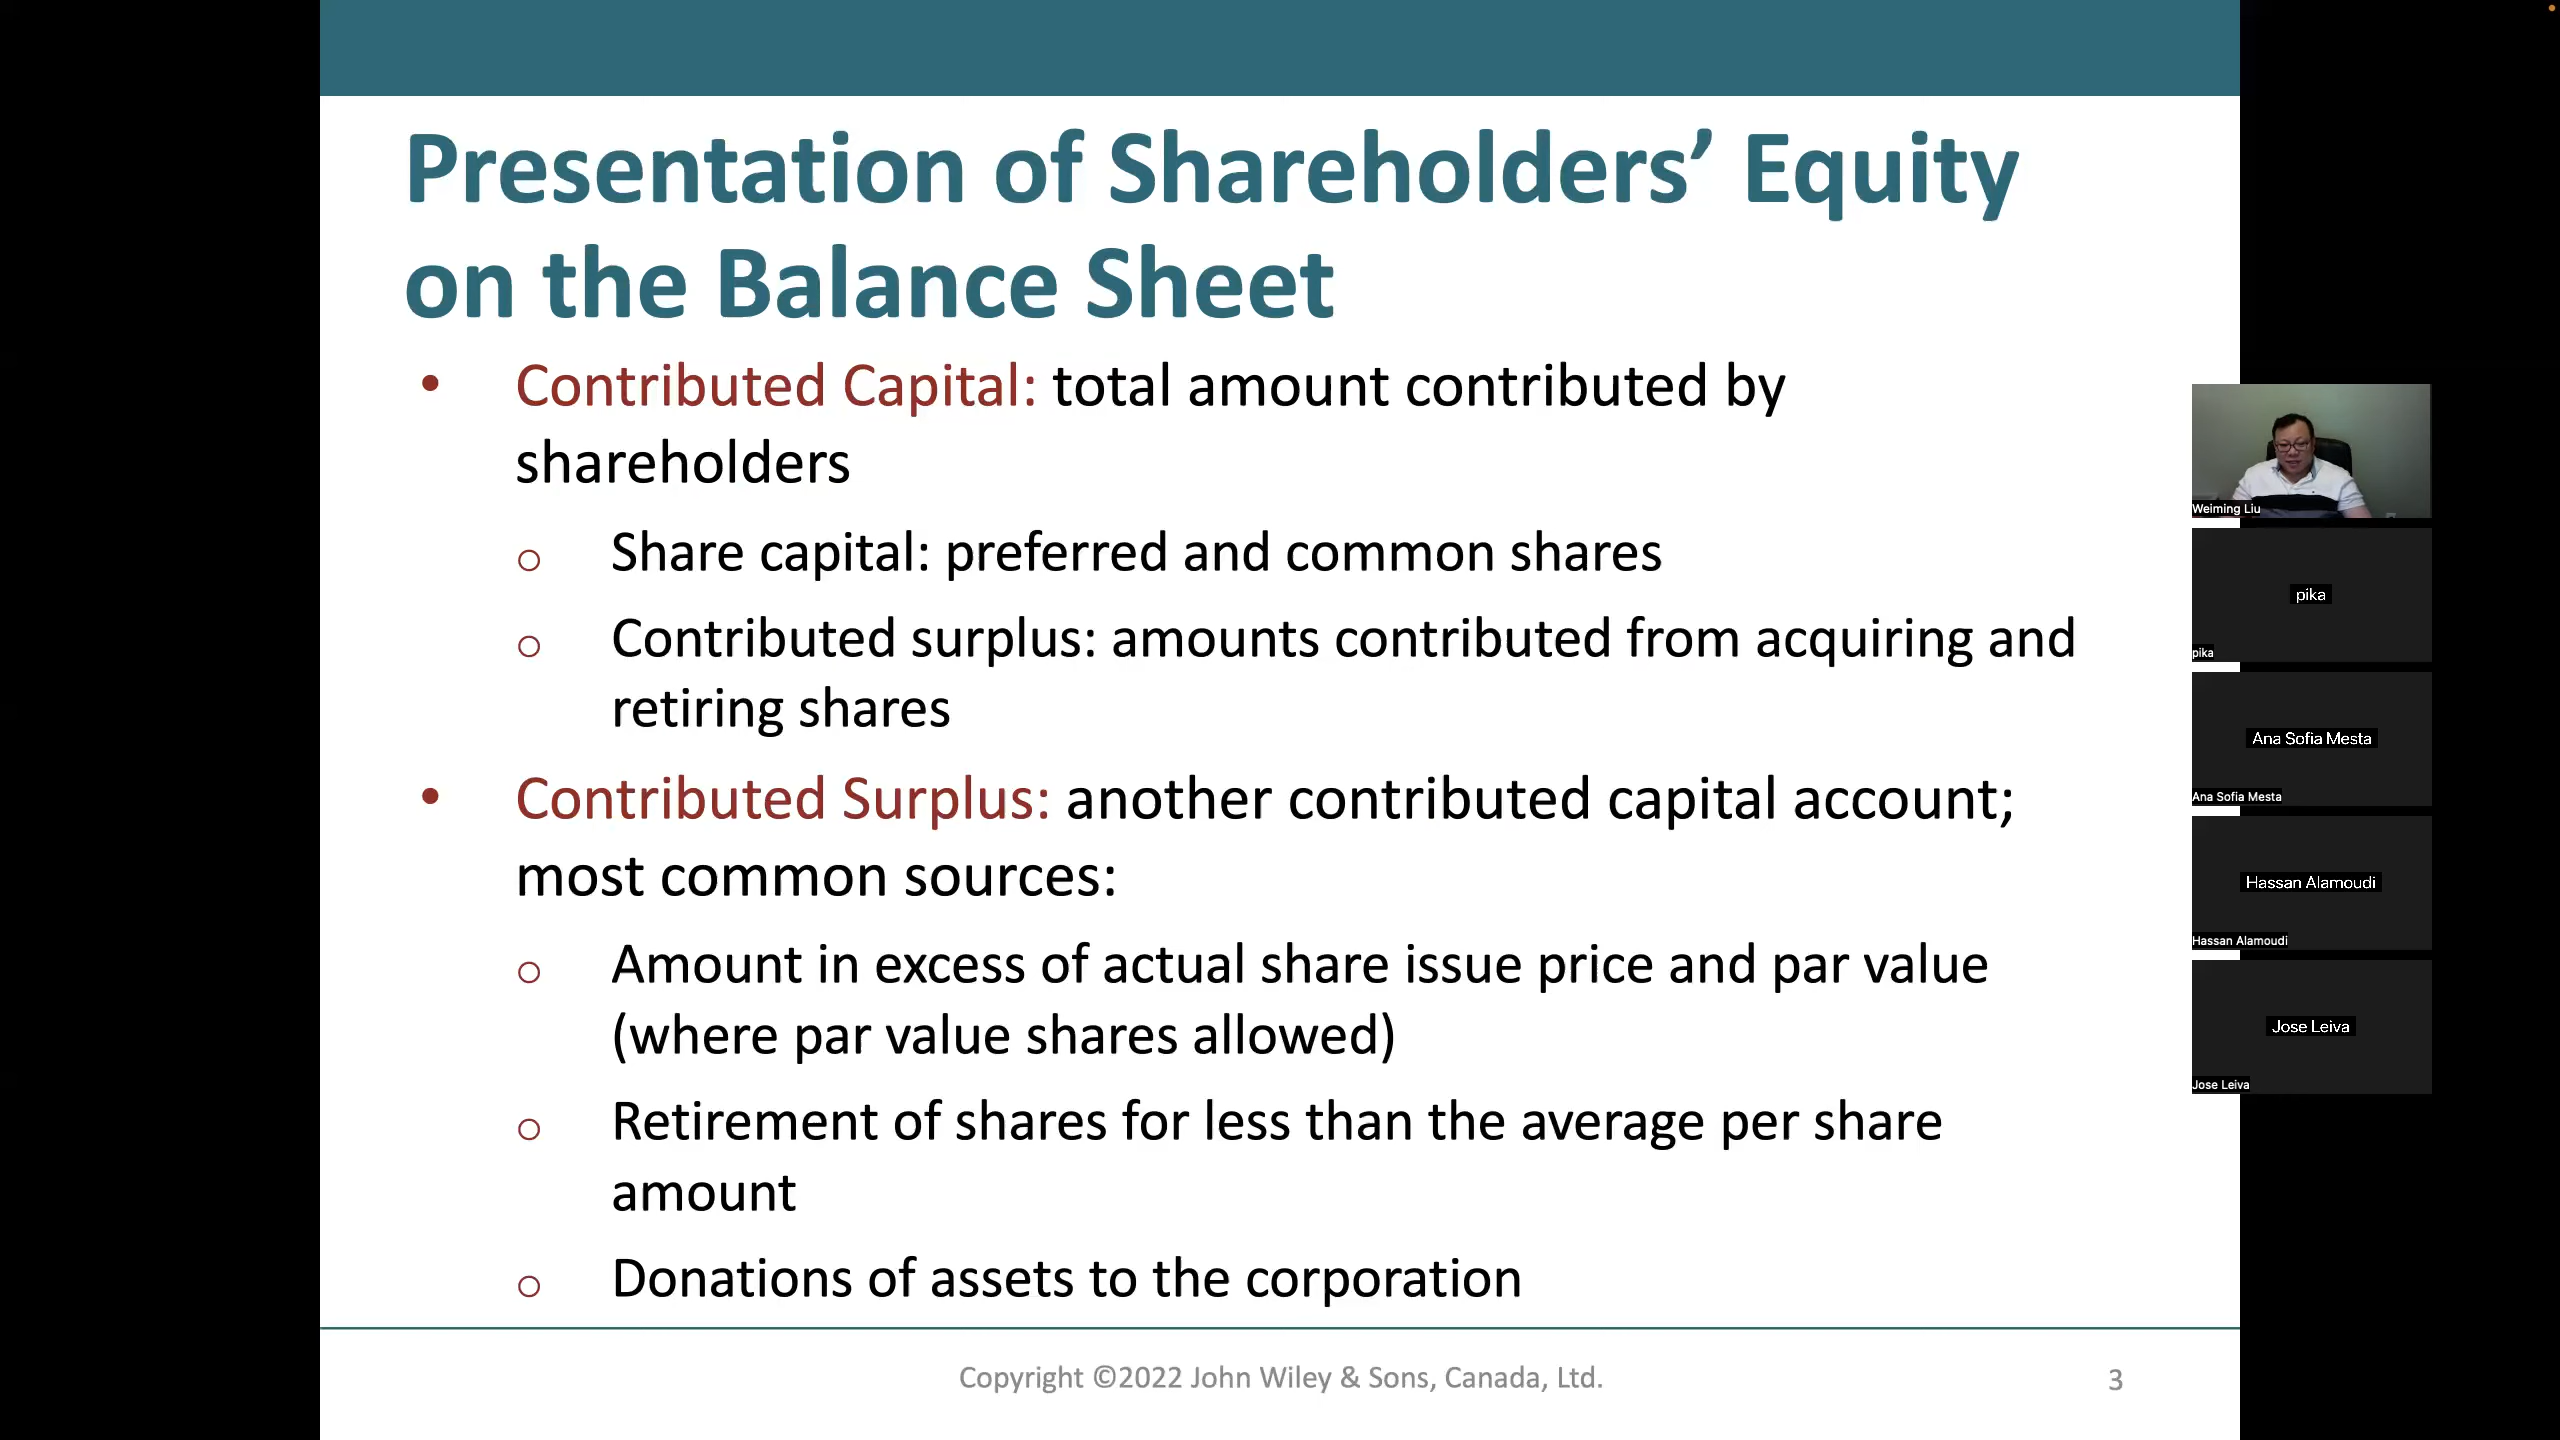 Presentation of Shareholders’ Equity
on the Balance Sheet
• Contributed Capital: total amount contributed by
shareholders
o Share capital: preferred and common shares
o Contributed surplus: amounts contributed from acquiring and
retiring shares
• Contributed Surplus: another contributed capital account;
most common sources:
o Amount in excess of actual share issue price and par value
(where par value shares allowed)
o Retirement of shares for less than the average per share
amount
o Donations of assets to the corporation
Copyright ©2022 John Wiley & Sons, Canada, Ltd.
3
Weiming Liu
pika
pika
Ana Sofia Mesta
Ana Sofia Mesta
Hassan Alamoudi
Hassan Alamoudi
Jose Leiva
Jose Leiva